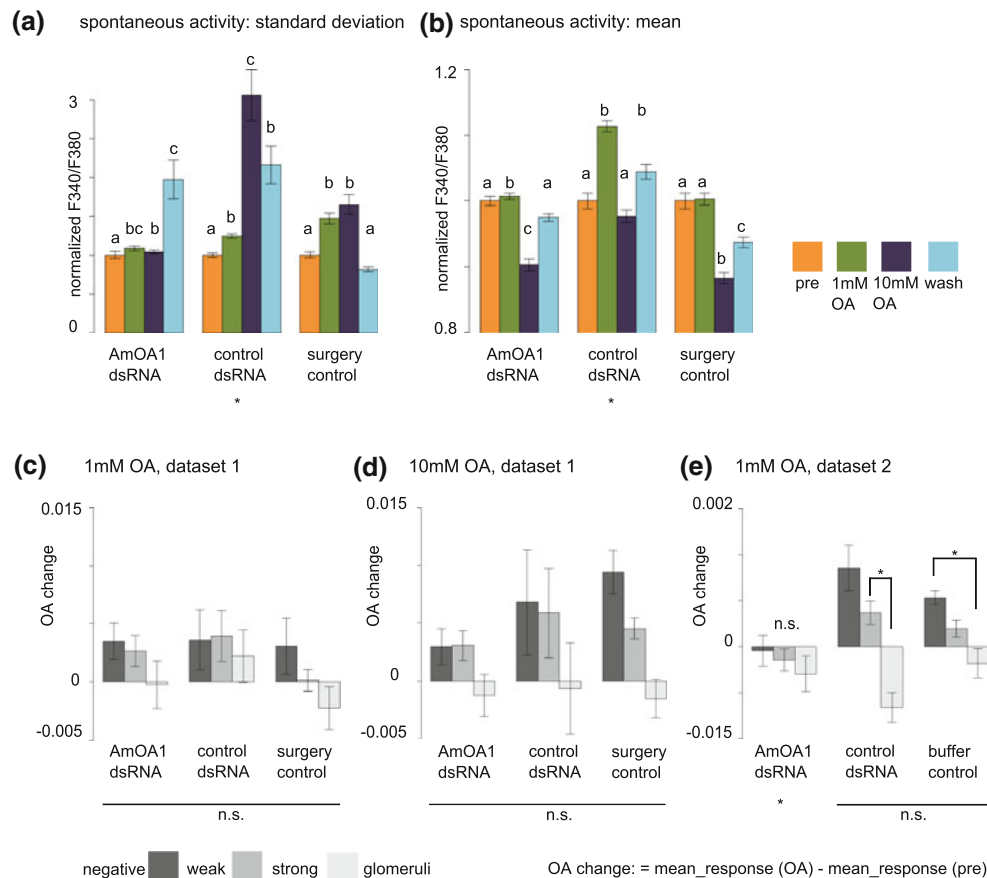 (a) spontaneous activity: standard deviation
3
0
normalized F340/F380
a bc b c
a b c b
a b b a
AmOA1 dsRNA
control dsRNA
surgery control
*
(b) spontaneous activity: mean
1.2
0.8
normalized F340/F380
a b c a
a b a b
a a b c
AmOA1 dsRNA
control dsRNA
surgery control
*
pre
1mM OA
10mM OA
wash
(c) 1mM OA, dataset 1
0.015
0
-0.005
OA change
AmOA1 dsRNA
control dsRNA
surgery control
n.s.
(d) 10mM OA, dataset 1
0.015
0
-0.005
OA change
AmOA1 dsRNA
control dsRNA
surgery control
n.s.
(e) 1mM OA, dataset 2
0.002
0
-0.015
OA change
n.s.
*
*
AmOA1 dsRNA
*
control dsRNA
buffer control
n.s.
negative weak strong glomeruli
OA change: = mean_response (OA) - mean_response (pre)